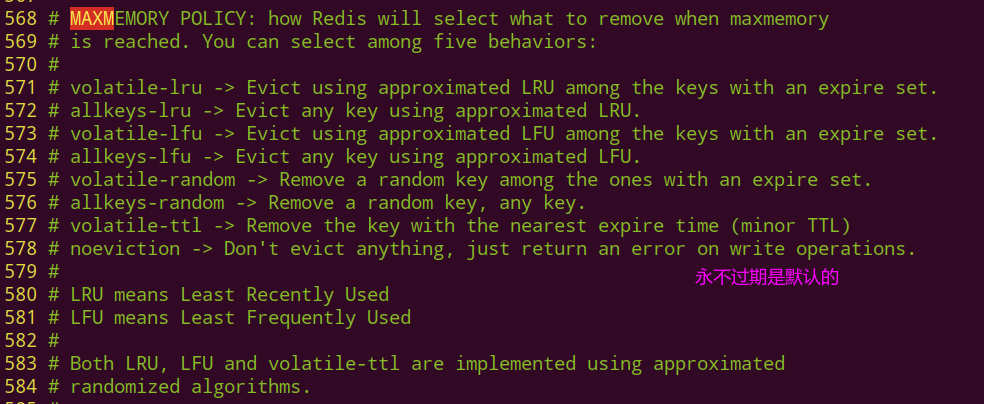 568 # MAXMEMORY POLICY: how Redis will select what to remove when maxmemory
569 # is reached. You can select among five behaviors:
570 #
571 # volatile-lru -> Evict using approximated LRU among the keys with an expire set.
572 # allkeys-lru -> Evict any key using approximated LRU.
573 # volatile-lfu -> Evict using approximated LFU among the keys with an expire set.
574 # allkeys-lfu -> Evict any key using approximated LFU.
575 # volatile-random -> Remove a random key among the ones with an expire set.
576 # allkeys-random -> Remove a random key, any key.
577 # volatile-ttl -> Remove the key with the nearest expire time (minor TTL)
578 # noeviction -> Don't evict anything, just return an error on write operations.
579 #
永不过期是默认的
580 # LRU means Least Recently Used
581 # LFU means Least Frequently Used
582 #
583 # Both LRU, LFU and volatile-ttl are implemented using approximated
584 # randomized algorithms.